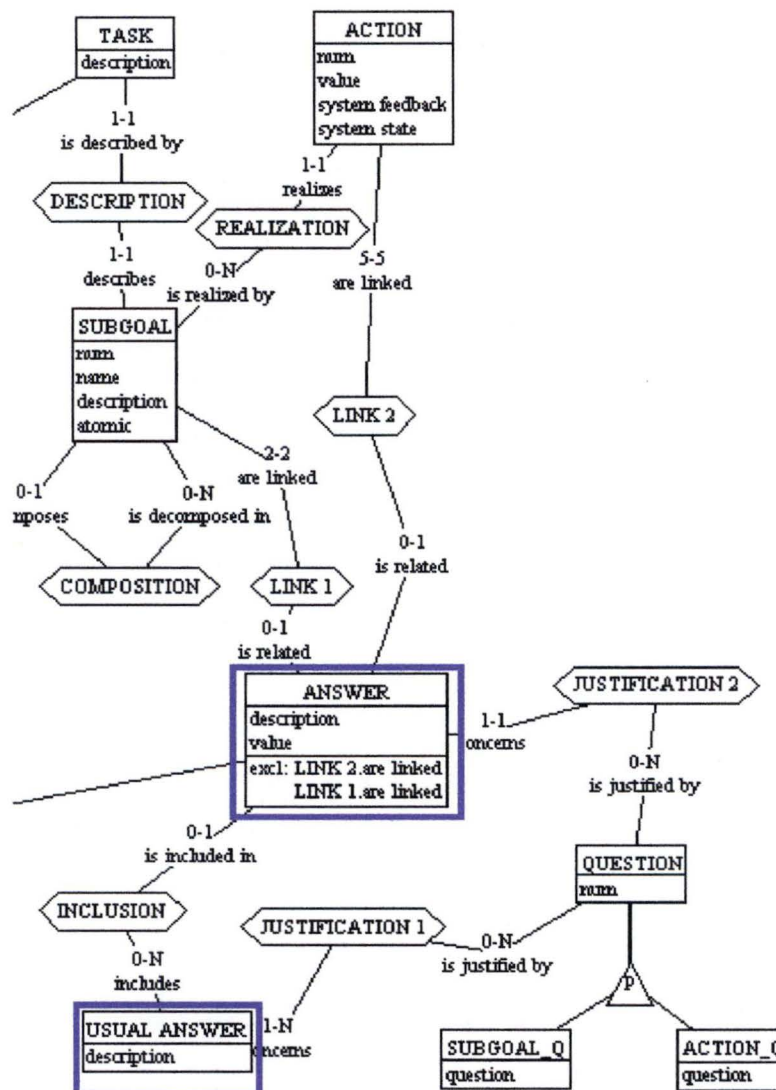 TASK
description
ACTION
num
value
system feedback
system state
1-1
is described by
1-1
realizes
DESCRIPTION
REALIZATION
1-1
describes
0-N
is realized by
5-5
are linked
SUBGOAL
num
name
description
atomic
LINK 2
2-2
are linked
0-1
mposes
0-N
is decomposed in
0-1
is related
COMPOSITION
LINK 1
0-1
is related
ANSWER
description
value
excl: LINK 2.are linked
LINK 1.are linked
JUSTIFICATION 2
1-1
oncerns
0-N
is justified by
0-1
is included in
QUESTION
num
INCLUSION
JUSTIFICATION 1
0-N
is justified by
0-N
includes
P
USUAL ANSWER
description
1-N
oncerns
SUBGOAL_Q
question
ACTION_Q
question